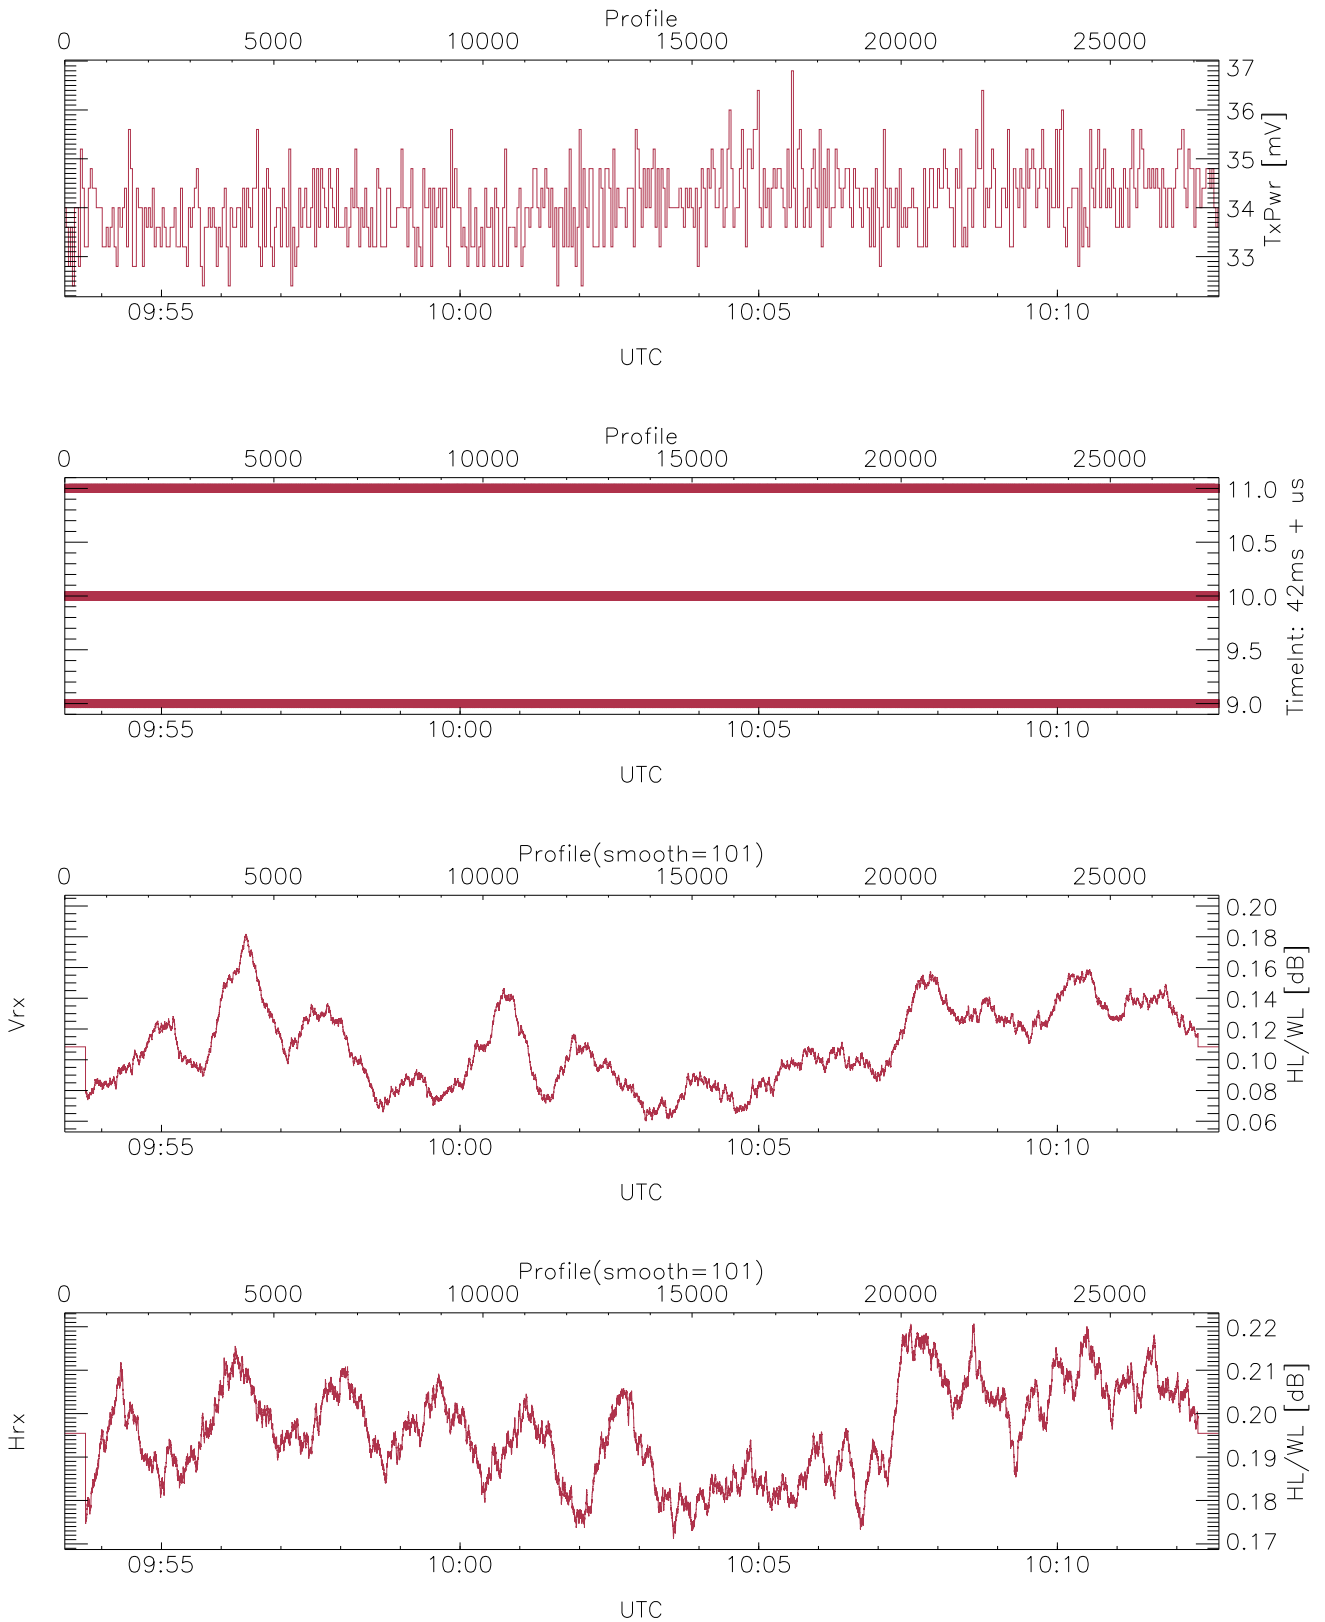 Profile
0 5000 10000 15000 20000 25000
37
36
35
34
33
TxPwr [mV]
09:55 10:00 10:05 10:10
UTC
Profile
0 5000 10000 15000 20000 25000
11.0
10.5
10.0
9.5
9.0
TimeInt: 42ms + us
09:55 10:00 10:05 10:10
UTC
Profile(smooth=101)
0 5000 10000 15000 20000 25000
Vrx
0.20
0.18
0.16
0.14
0.12
0.10
0.08
0.06
HL/WL [dB]
09:55 10:00 10:05 10:10
UTC
Profile(smooth=101)
0 5000 10000 15000 20000 25000
Hrx
0.22
0.21
0.20
0.19
0.18
0.17
HL/WL [dB]
09:55 10:00 10:05 10:10
UTC